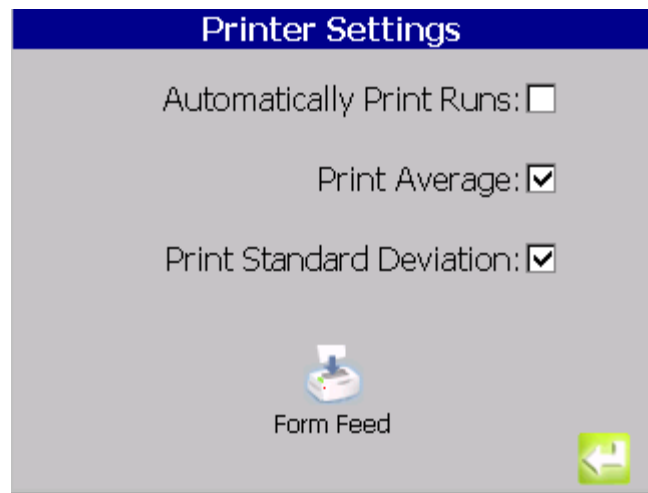 Printer Settings
Automatically Print Runs:
Print Average:
Print Standard Deviation:
Form Feed